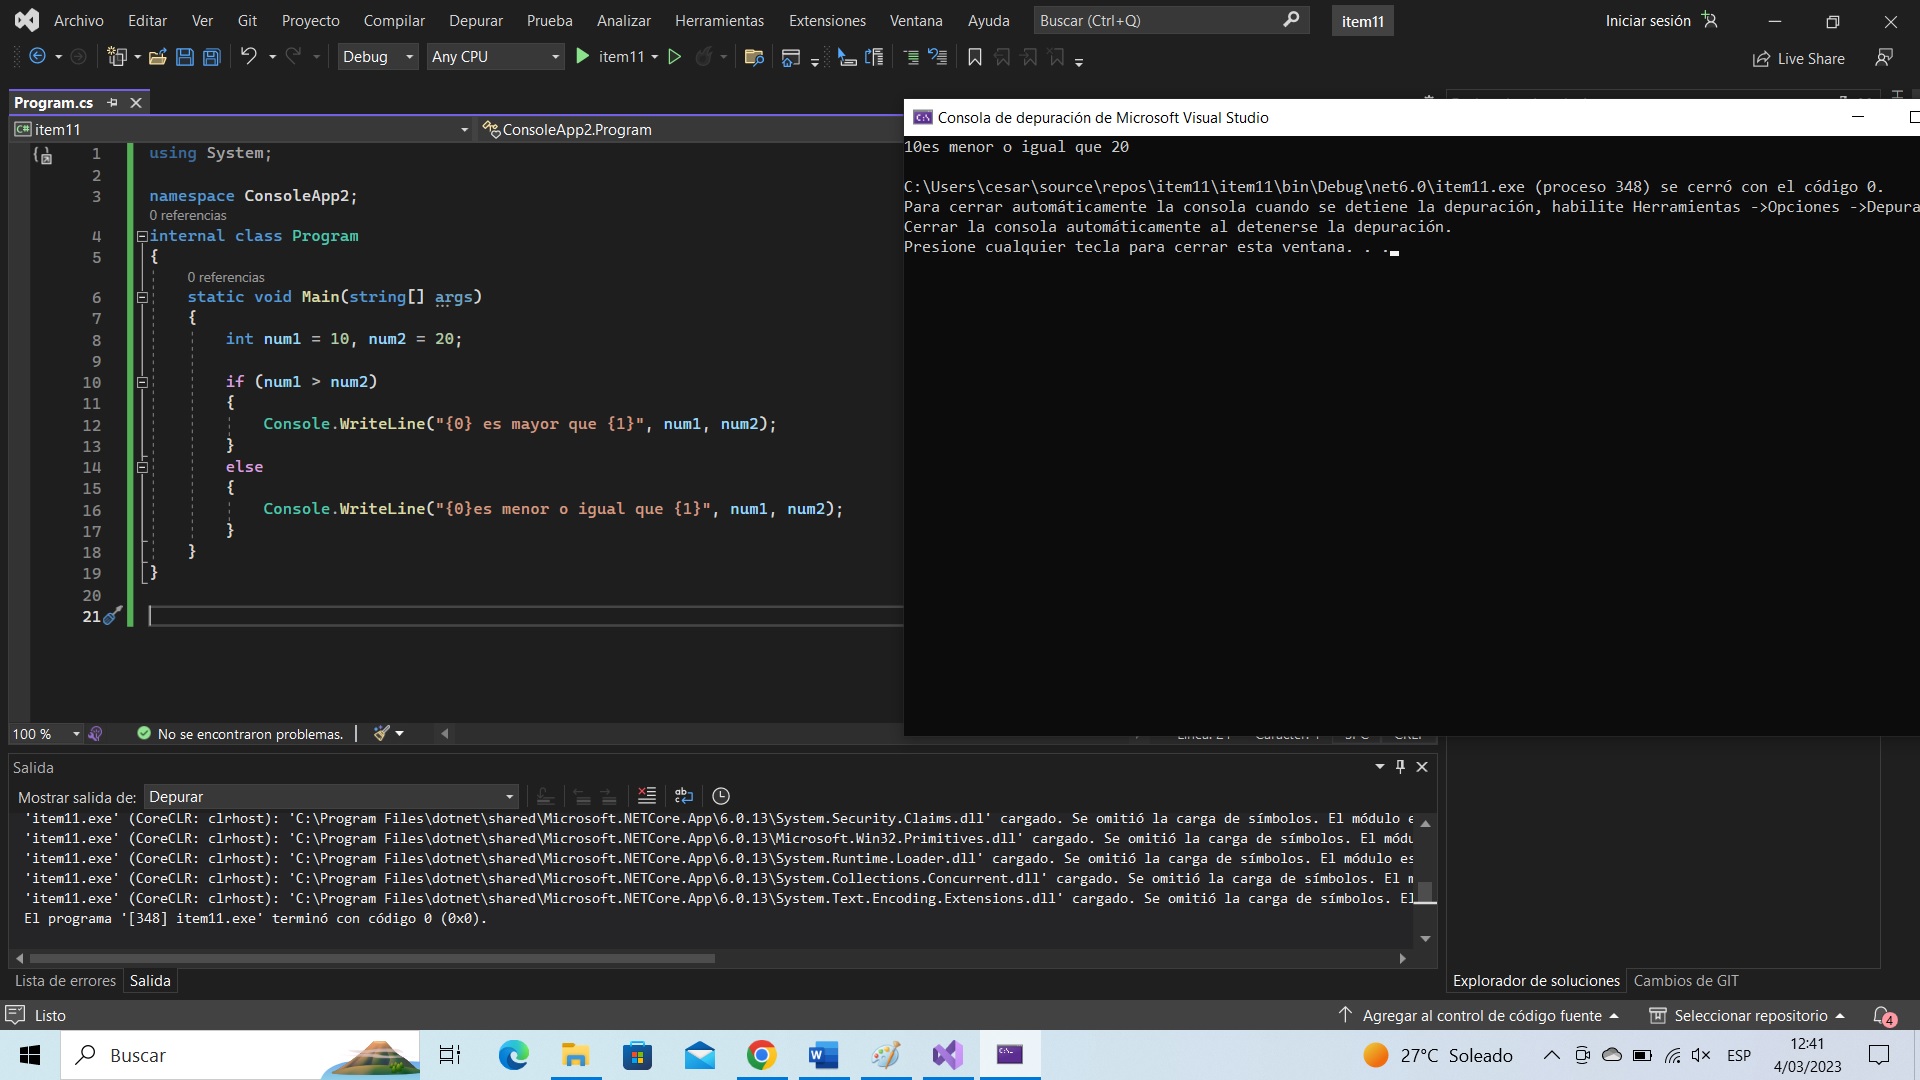 Archivo Editar Ver Git Proyecto Compilar Depurar Prueba Analizar Herramientas Extensiones Ventana Ayuda Buscar (Ctrl+Q) item11 Iniciar sesión
Debug Any CPU item11 Live Share
Program.cs
C# item11 ConsoleApp2.Program
1 using System;
2
3 namespace ConsoleApp2;
0 referencias
4 internal class Program
5 {
0 referencias
6 static void Main(string[] args)
7 {
8 int num1 = 10, num2 = 20;
9
10 if (num1 > num2)
11 {
12 Console.WriteLine("{0} es mayor que {1}", num1, num2);
13 }
14 else
15 {
16 Console.WriteLine("{0}es menor o igual que {1}", num1, num2);
17 }
18 }
19 }
20
21
Consola de depuración de Microsoft Visual Studio
10es menor o igual que 20
C:\Users\cesar\source\repos\item11\item11\bin\Debug\net6.0\item11.exe (proceso 348) se cerró con el código 0.
Para cerrar automáticamente la consola cuando se detiene la depuración, habilite Herramientas ->Opciones ->Depura
Cerrar la consola automáticamente al detenerse la depuración.
Presione cualquier tecla para cerrar esta ventana. . .
100 % No se encontraron problemas.
Salida
Mostrar salida de: Depurar
'item11.exe' (CoreCLR: clrhost): 'C:\Program Files\dotnet\shared\Microsoft.NETCore.App\6.0.13\System.Security.Claims.dll' cargado. Se omitió la carga de símbolos. El módulo e
'item11.exe' (CoreCLR: clrhost): 'C:\Program Files\dotnet\shared\Microsoft.NETCore.App\6.0.13\Microsoft.Win32.Primitives.dll' cargado. Se omitió la carga de símbolos. El módu
'item11.exe' (CoreCLR: clrhost): 'C:\Program Files\dotnet\shared\Microsoft.NETCore.App\6.0.13\System.Runtime.Loader.dll' cargado. Se omitió la carga de símbolos. El módulo es
'item11.exe' (CoreCLR: clrhost): 'C:\Program Files\dotnet\shared\Microsoft.NETCore.App\6.0.13\System.Collections.Concurrent.dll' cargado. Se omitió la carga de símbolos. El m
'item11.exe' (CoreCLR: clrhost): 'C:\Program Files\dotnet\shared\Microsoft.NETCore.App\6.0.13\System.Text.Encoding.Extensions.dll' cargado. Se omitió la carga de símbolos. El
El programa '[348] item11.exe' terminó con código 0 (0x0).
Lista de errores Salida
Explorador de soluciones Cambios de GIT
Listo Agregar al control de código fuente Seleccionar repositorio 4
Buscar 27°C Soleado ESP 12:41
4/03/2023